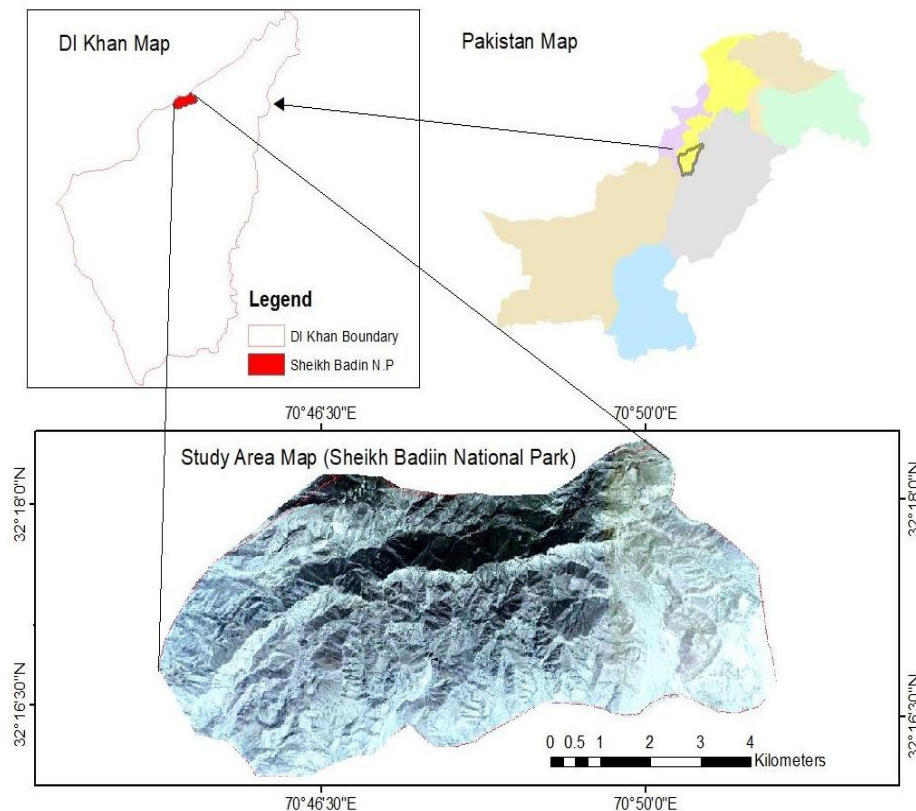 DI Khan Map
Pakistan Map
Legend
DI Khan Boundary
Sheikh Badin N.P
70°46'30"E
70°50'0"E
Study Area Map (Sheikh Badiin National Park)
32°18'0"N
32°18'0"N
32°16'30"N
32°16'30"N
0 0.5 1 2 3 4
Kilometers
70°46'30"E
70°50'0"E